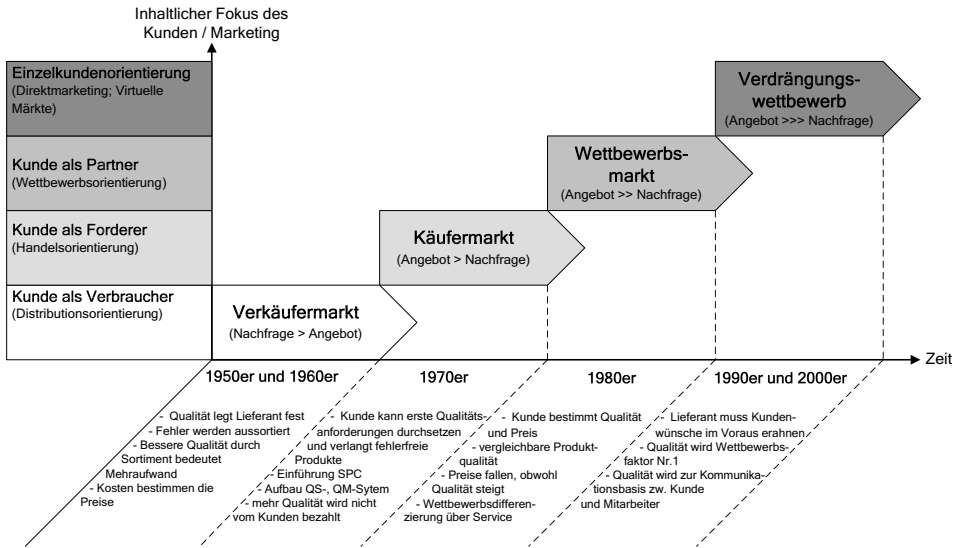 Inhaltlicher Fokus des
Kunden / Marketing
Einzelkundenorientierung
(Direktmarketing; Virtuelle
Märkte)
Verdrängungs-
wettbewerb
(Angebot >>> Nachfrage)
Kunde als Partner
(Wettbewerbsorientierung)
Wettbewerbs-
markt
(Angebot >> Nachfrage)
Kunde als Forderer
(Handelsorientierung)
Käufermarkt
(Angebot > Nachfrage)
Kunde als Verbraucher
(Distributionsorientierung)
Verkäufermarkt
(Nachfrage > Angebot)
Zeit
1950er und 1960er
1970er
1980er
1990er und 2000er
- Qualität legt Lieferant fest
- Fehler werden aussortiert
- Bessere Qualität durch
Sortiment bedeutet
Mehraufwand
- Kosten bestimmen die
Preise
- Kunde kann erste Qualitäts-
anforderungen durchsetzen
und verlangt fehlerfreie
Produkte
- Einführung SPC
- Aufbau QS-, QM-Sytem
- mehr Qualität wird nicht
vom Kunden bezahlt
- Kunde bestimmt Qualität
und Preis
- vergleichbare Produkt-
qualität
- Preise fallen, obwohl
Qualität steigt
- Wettbewerbsdifferen-
zierung über Service
- Lieferant muss Kunden-
wünsche im Voraus erahnen
- Qualität wird Wettbewerbs-
faktor Nr.1
- Qualität wird zur Kommunika-
tionsbasis zw. Kunde
und Mitarbeiter